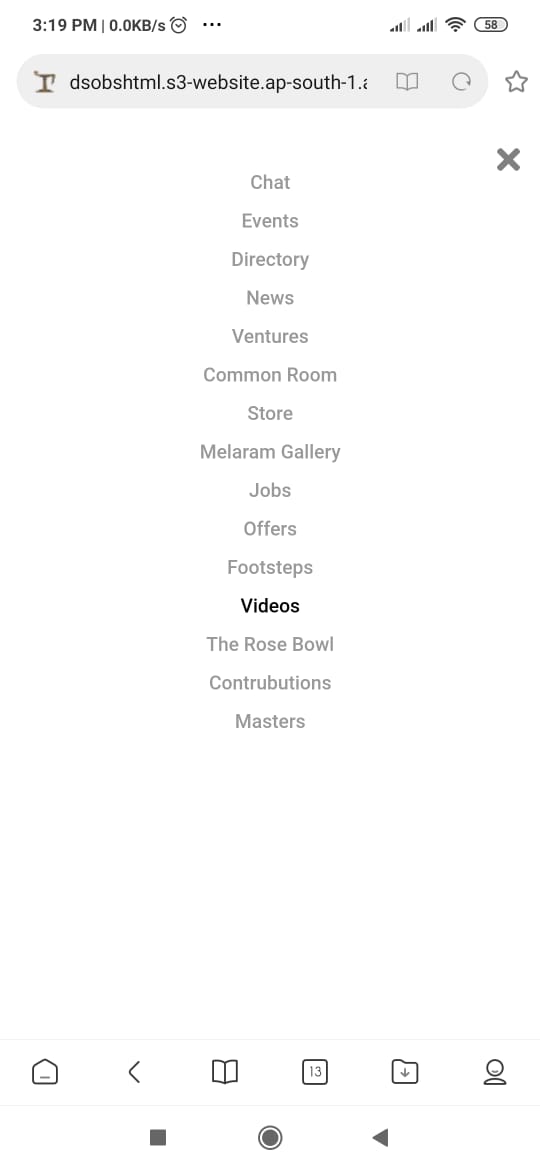 3:19 PM | 0.0KB/s ... 58
dsobshtml.s3-website.ap-south-1.
Chat
Events
Directory
News
Ventures
Common Room
Store
Melaram Gallery
Jobs
Offers
Footsteps
Videos
The Rose Bowl
Contrubutions
Masters
13